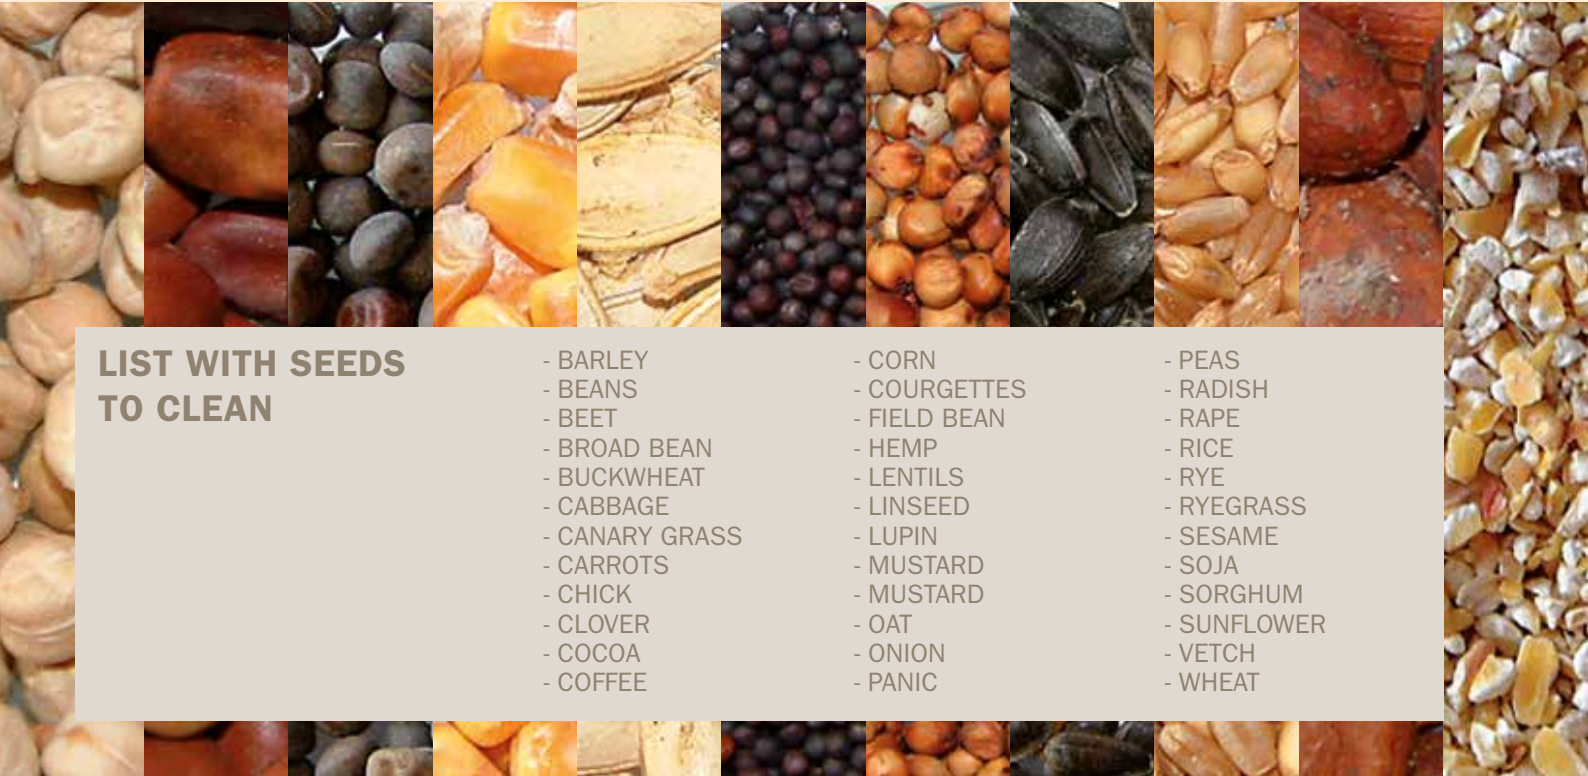 LIST WITH SEEDS
TO CLEAN
- BARLEY
- BEANS
- BEET
- BROAD BEAN
- BUCKWHEAT
- CABBAGE
- CANARY GRASS
- CARROTS
- CHICK
- CLOVER
- COCOA
- COFFEE
- CORN
- COURGETTES
- FIELD BEAN
- HEMP
- LENTILS
- LINSEED
- LUPIN
- MUSTARD
- MUSTARD
- OAT
- ONION
- PANIC
- PEAS
- RADISH
- RAPE
- RICE
- RYE
- RYEGRASS
- SESAME
- SOJA
- SORGHUM
- SUNFLOWER
- VETCH
- WHEAT